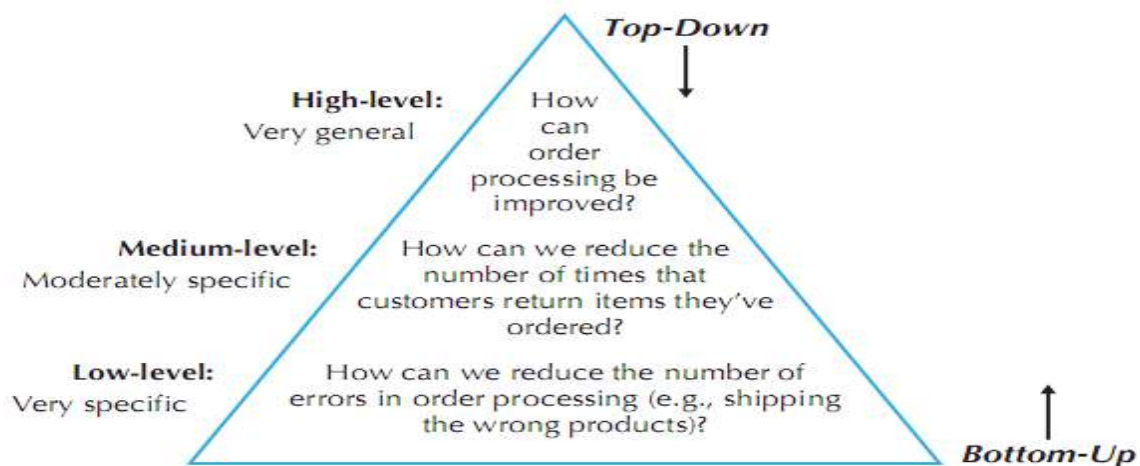 Top-Down
High-level:
Very general
How
can
order
processing be
improved?
Medium-level:
Moderately specific
How can we reduce the
number of times that
customers return items they’ve
ordered?
Low-level:
Very specific
How can we reduce the number of
errors in order processing (e.g., shipping
the wrong products)?
Bottom-Up